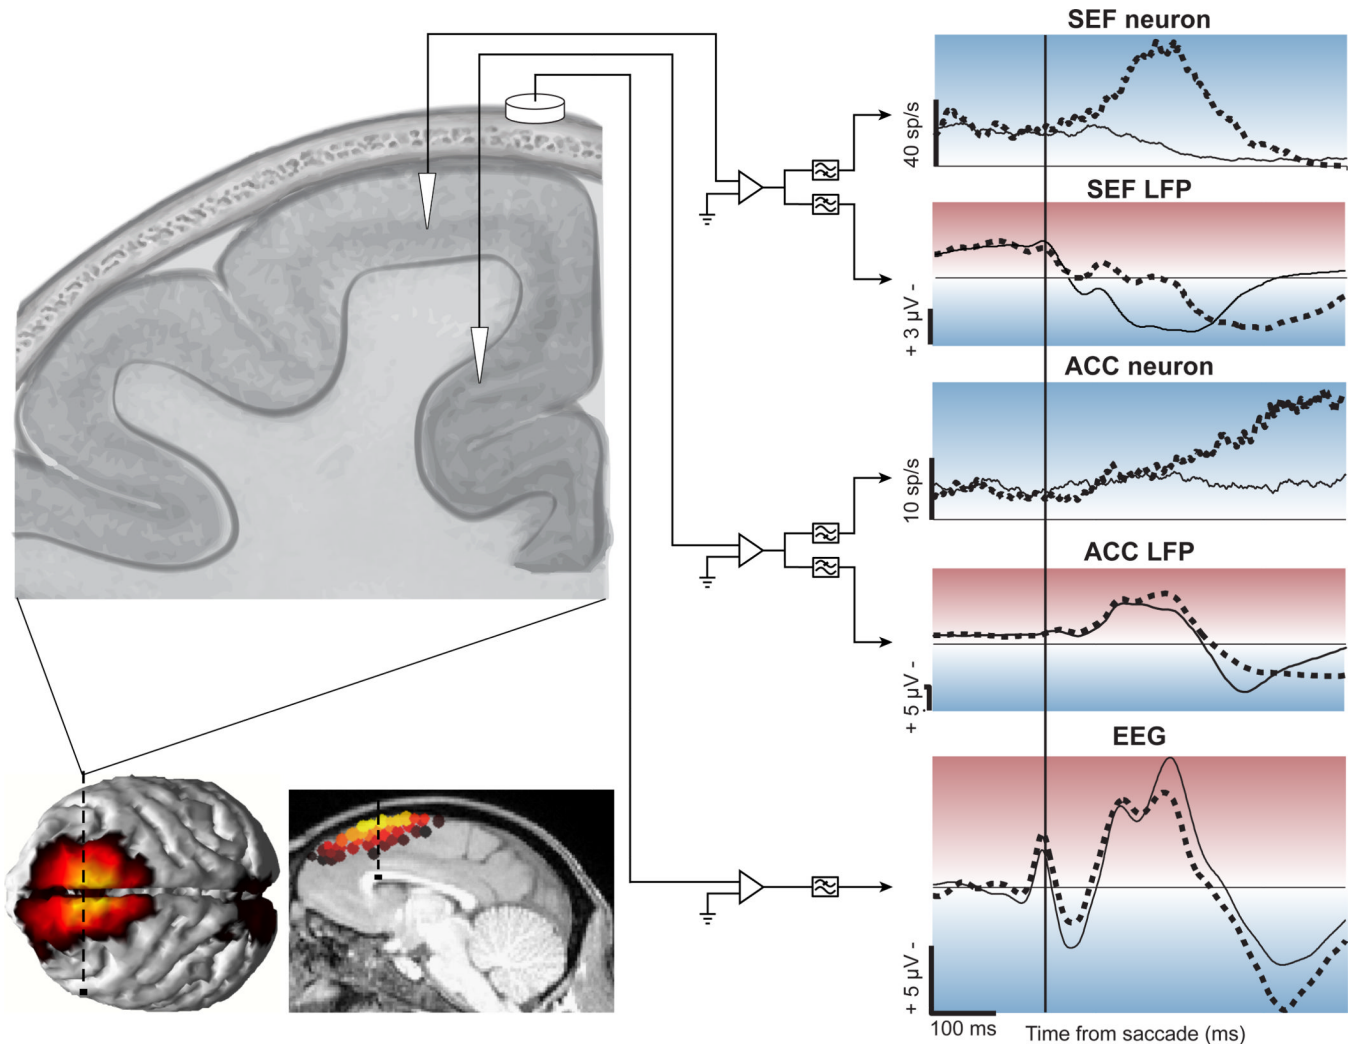 SEF neuron
40 sp/s
SEF LFP
+ 3 µV -
ACC neuron
10 sp/s
ACC LFP
+ 5 µV -
EEG
+ 5 µV -
100 ms
Time from saccade (ms)